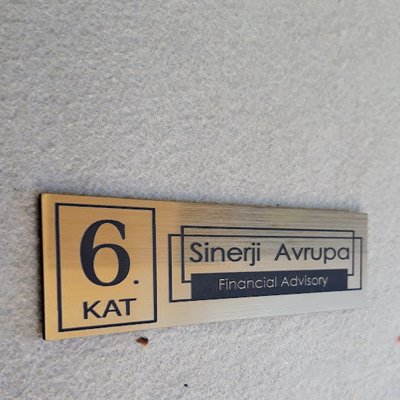 6.
KAT
Sinerji Avrupa
Financial Advisory